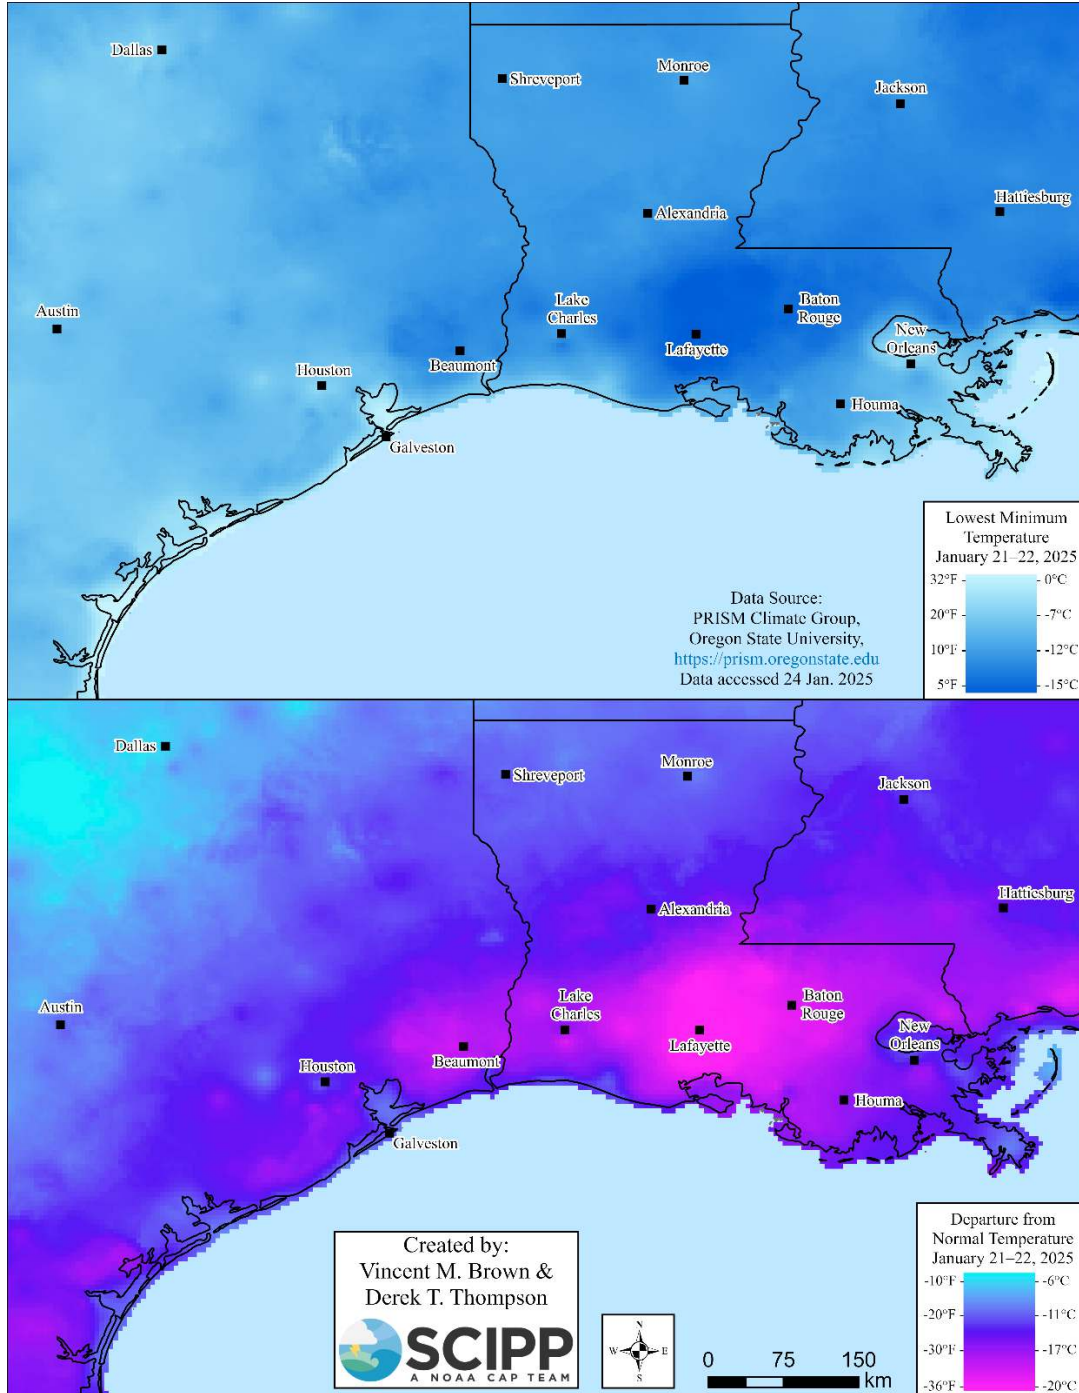 Dallas
Shreveport
Monroe
Jackson
Alexandria
Hattiesburg
Austin
Lake
Charles
Baton
Rouge
New
Orleans
Lafayette
Beaumont
Houston
Houma
Galveston
Lowest Minimum
Temperature
January 21–22, 2025
32°F 0°C
20°F -7°C
10°F -12°C
5°F -15°C
Data Source:
PRISM Climate Group,
Oregon State University,
https://prism.oregonstate.edu
Data accessed 24 Jan. 2025
Dallas
Shreveport
Monroe
Jackson
Alexandria
Hattiesburg
Austin
Lake
Charles
Baton
Rouge
New
Orleans
Lafayette
Beaumont
Houston
Houma
Galveston
Departure from
Normal Temperature
January 21–22, 2025
-10°F -6°C
-20°F -11°C
-30°F -17°C
-36°F -20°C
Created by:
Vincent M. Brown &
Derek T. Thompson
SCIPP
A NOAA CAP TEAM
N
W E
S
0 75 150
km